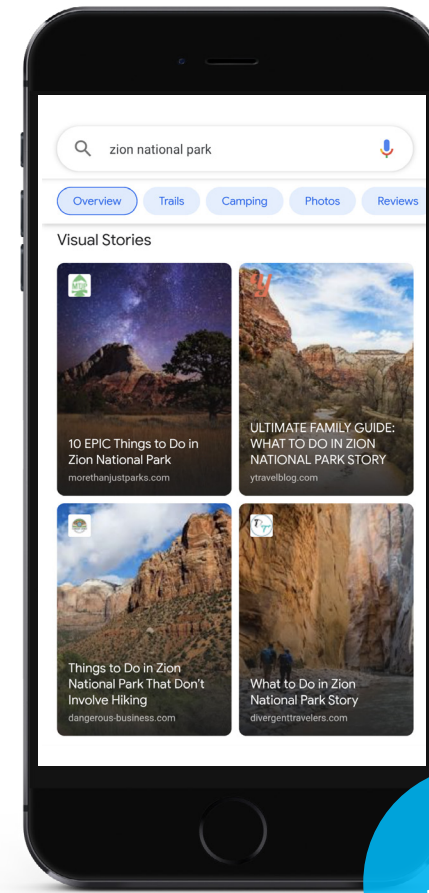 zion national park
Overview
Trails
Camping
Photos
Reviews
Visual Stories
MTJP
10 EPIC Things to Do in
Zion National Park
morethanjustparks.com
y
ULTIMATE FAMILY GUIDE:
WHAT TO DO IN ZION
NATIONAL PARK STORY
ytravelblog.com
Things to Do in Zion
National Park That Don't
Involve Hiking
dangerous-business.com
What to Do in Zion
National Park Story
divergenttravelers.com